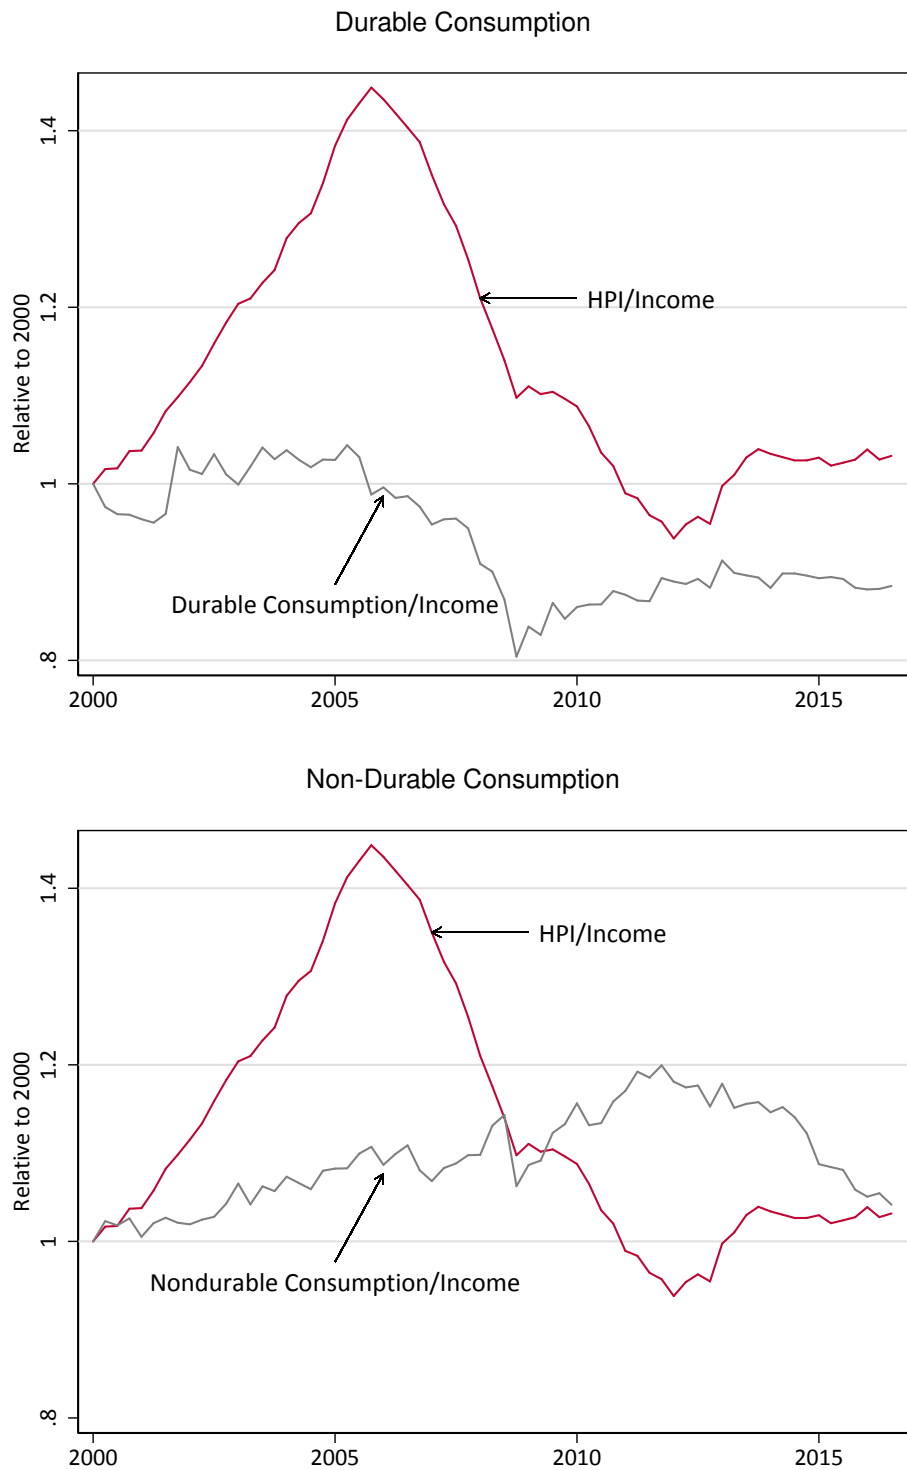 Durable Consumption
1.4
HPI/Income
1.2
Relative to 2000
1
Durable Consumption/Income
.8
2000 2005 2010 2015
Non-Durable Consumption
1.4
HPI/Income
1.2
Relative to 2000
1
Nondurable Consumption/Income
.8
2000 2005 2010 2015